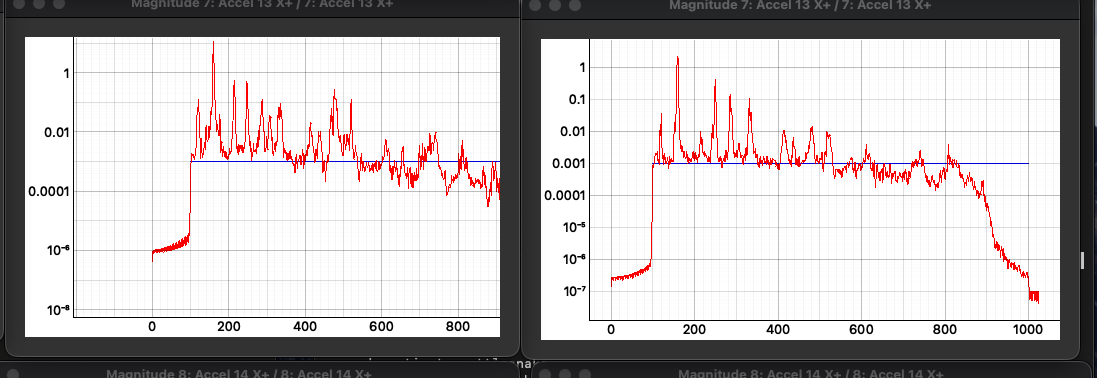 Magnitude 7: Accel 13 X+ / 7: Accel 13 X+
1
0.01
0.0001
10⁻⁶
10⁻⁸
0 200 400 600 800
Magnitude 7: Accel 13 X+ / 7: Accel 13 X+
1
0.1
0.01
0.001
0.0001
10⁻⁵
10⁻⁶
10⁻⁷
0 200 400 600 800 1000
Magnitude 8: Accel 14 X+ / 8: Accel 14 X+
Magnitude 8: Accel 14 X+ / 8: Accel 14 X+